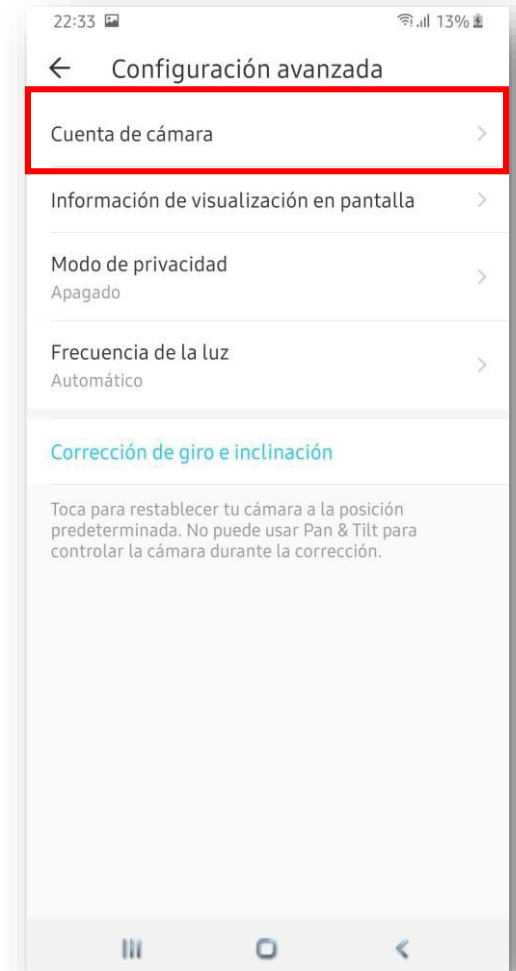 22:33 13%
Configuración avanzada
Cuenta de cámara
Información de visualización en pantalla
Modo de privacidad
Apagado
Frecuencia de la luz
Automático
Corrección de giro e inclinación
Toca para restablecer tu cámara a la posición
predeterminada. No puede usar Pan & Tilt para
controlar la cámara durante la corrección.